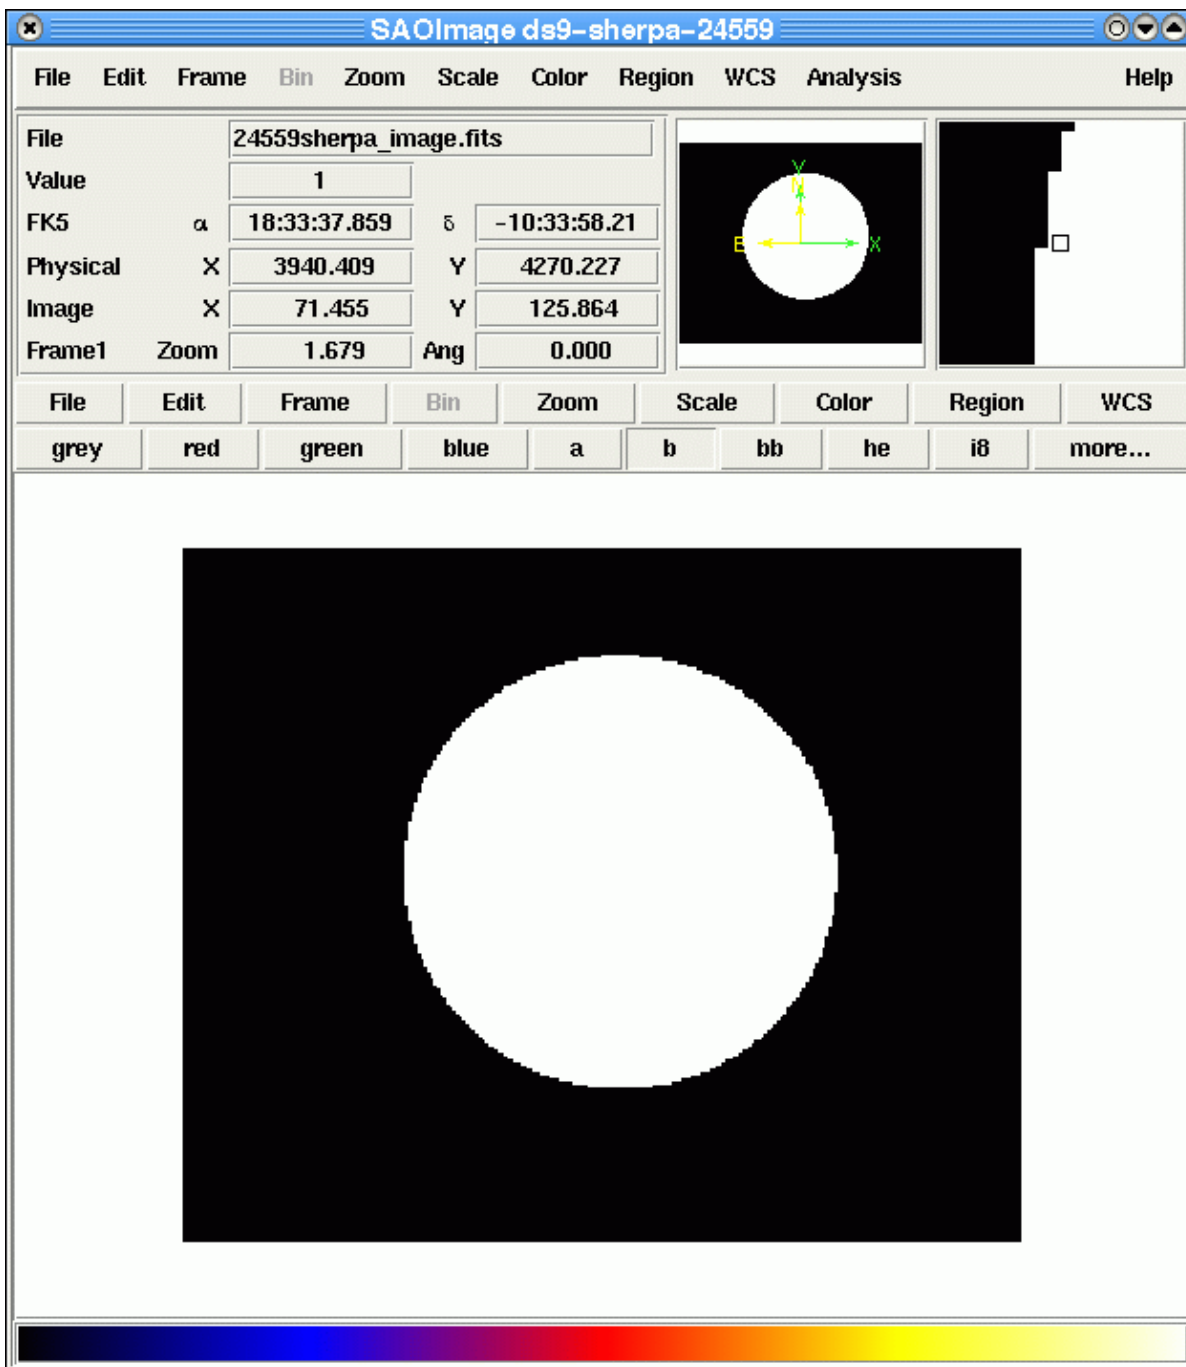 SAOImage ds9-sherpa-24559
File Edit Frame Bin Zoom Scale Color Region WCS Analysis Help
File 24559sherpa_image.fits
Value 1
FK5 α 18:33:37.859 δ -10:33:58.21
Physical X 3940.409 Y 4270.227
Image X 71.455 Y 125.864
Frame1 Zoom 1.679 Ang 0.000
Y
N
E X
File Edit Frame Bin Zoom Scale Color Region WCS
grey red green blue a b bb he i8 more...